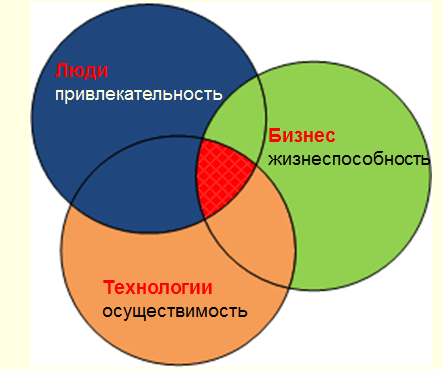 Люди
привлекательность
Бизнес
жизнеспособность
Технологии
осуществимость